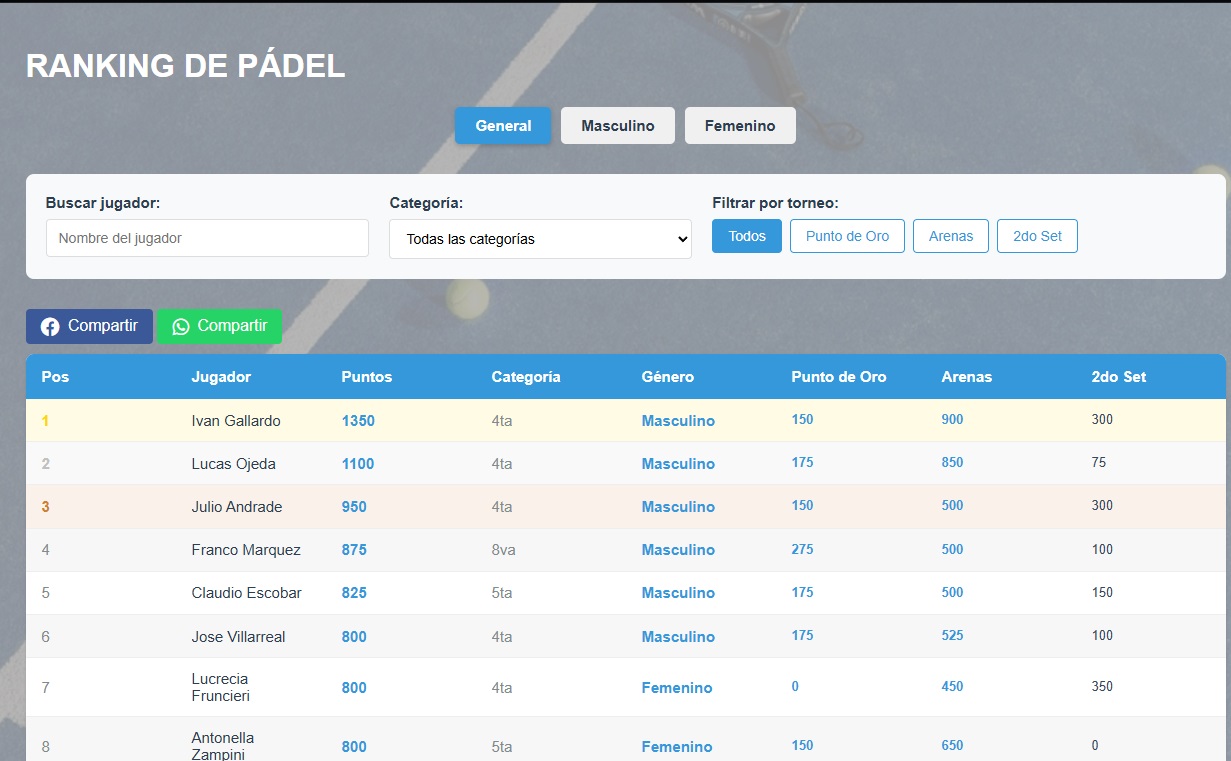 RANKING DE PÁDEL
General Masculino Femenino
Buscar jugador: Categoría: Filtrar por torneo:
Nombre del jugador Todas las categorías Todos Punto de Oro Arenas 2do Set
Compartir Compartir
Pos Jugador Puntos Categoría Género Punto de Oro Arenas 2do Set
1 Ivan Gallardo 1350 4ta Masculino 150 900 300
2 Lucas Ojeda 1100 4ta Masculino 175 850 75
3 Julio Andrade 950 4ta Masculino 150 500 300
4 Franco Marquez 875 8va Masculino 275 500 100
5 Claudio Escobar 825 5ta Masculino 175 500 150
6 Jose Villarreal 800 4ta Masculino 175 525 100
7 Lucrecia Fruncieri 800 4ta Femenino 0 450 350
8 Antonella Zampini 800 5ta Femenino 150 650 0